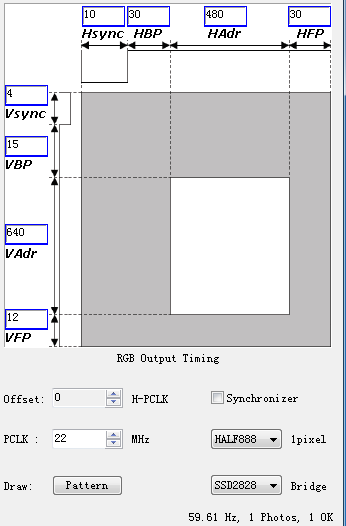 10 30 480 30
Hsync HBP HAdr HFP
4
Vsync
15
VBP
640
VAdr
12
VFP
RGB Output Timing
Offset: 0 H-PCLK Synchronizer
PCLK : 22 MHz HALF888 1pixel
Draw: Pattern SSD2828 Bridge
59.61 Hz, 1 Photos, 1 OK